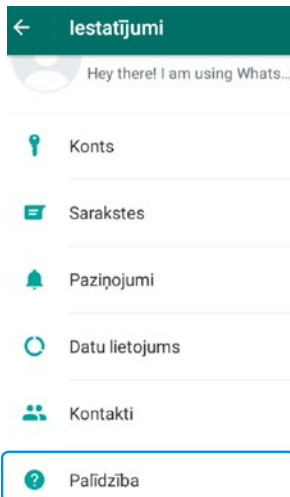 Iestatījumi
Hey there! I am using Whats...
Konts
Sarakstes
Paziņojumi
Datu lietojums
Kontakti
Palīdzība